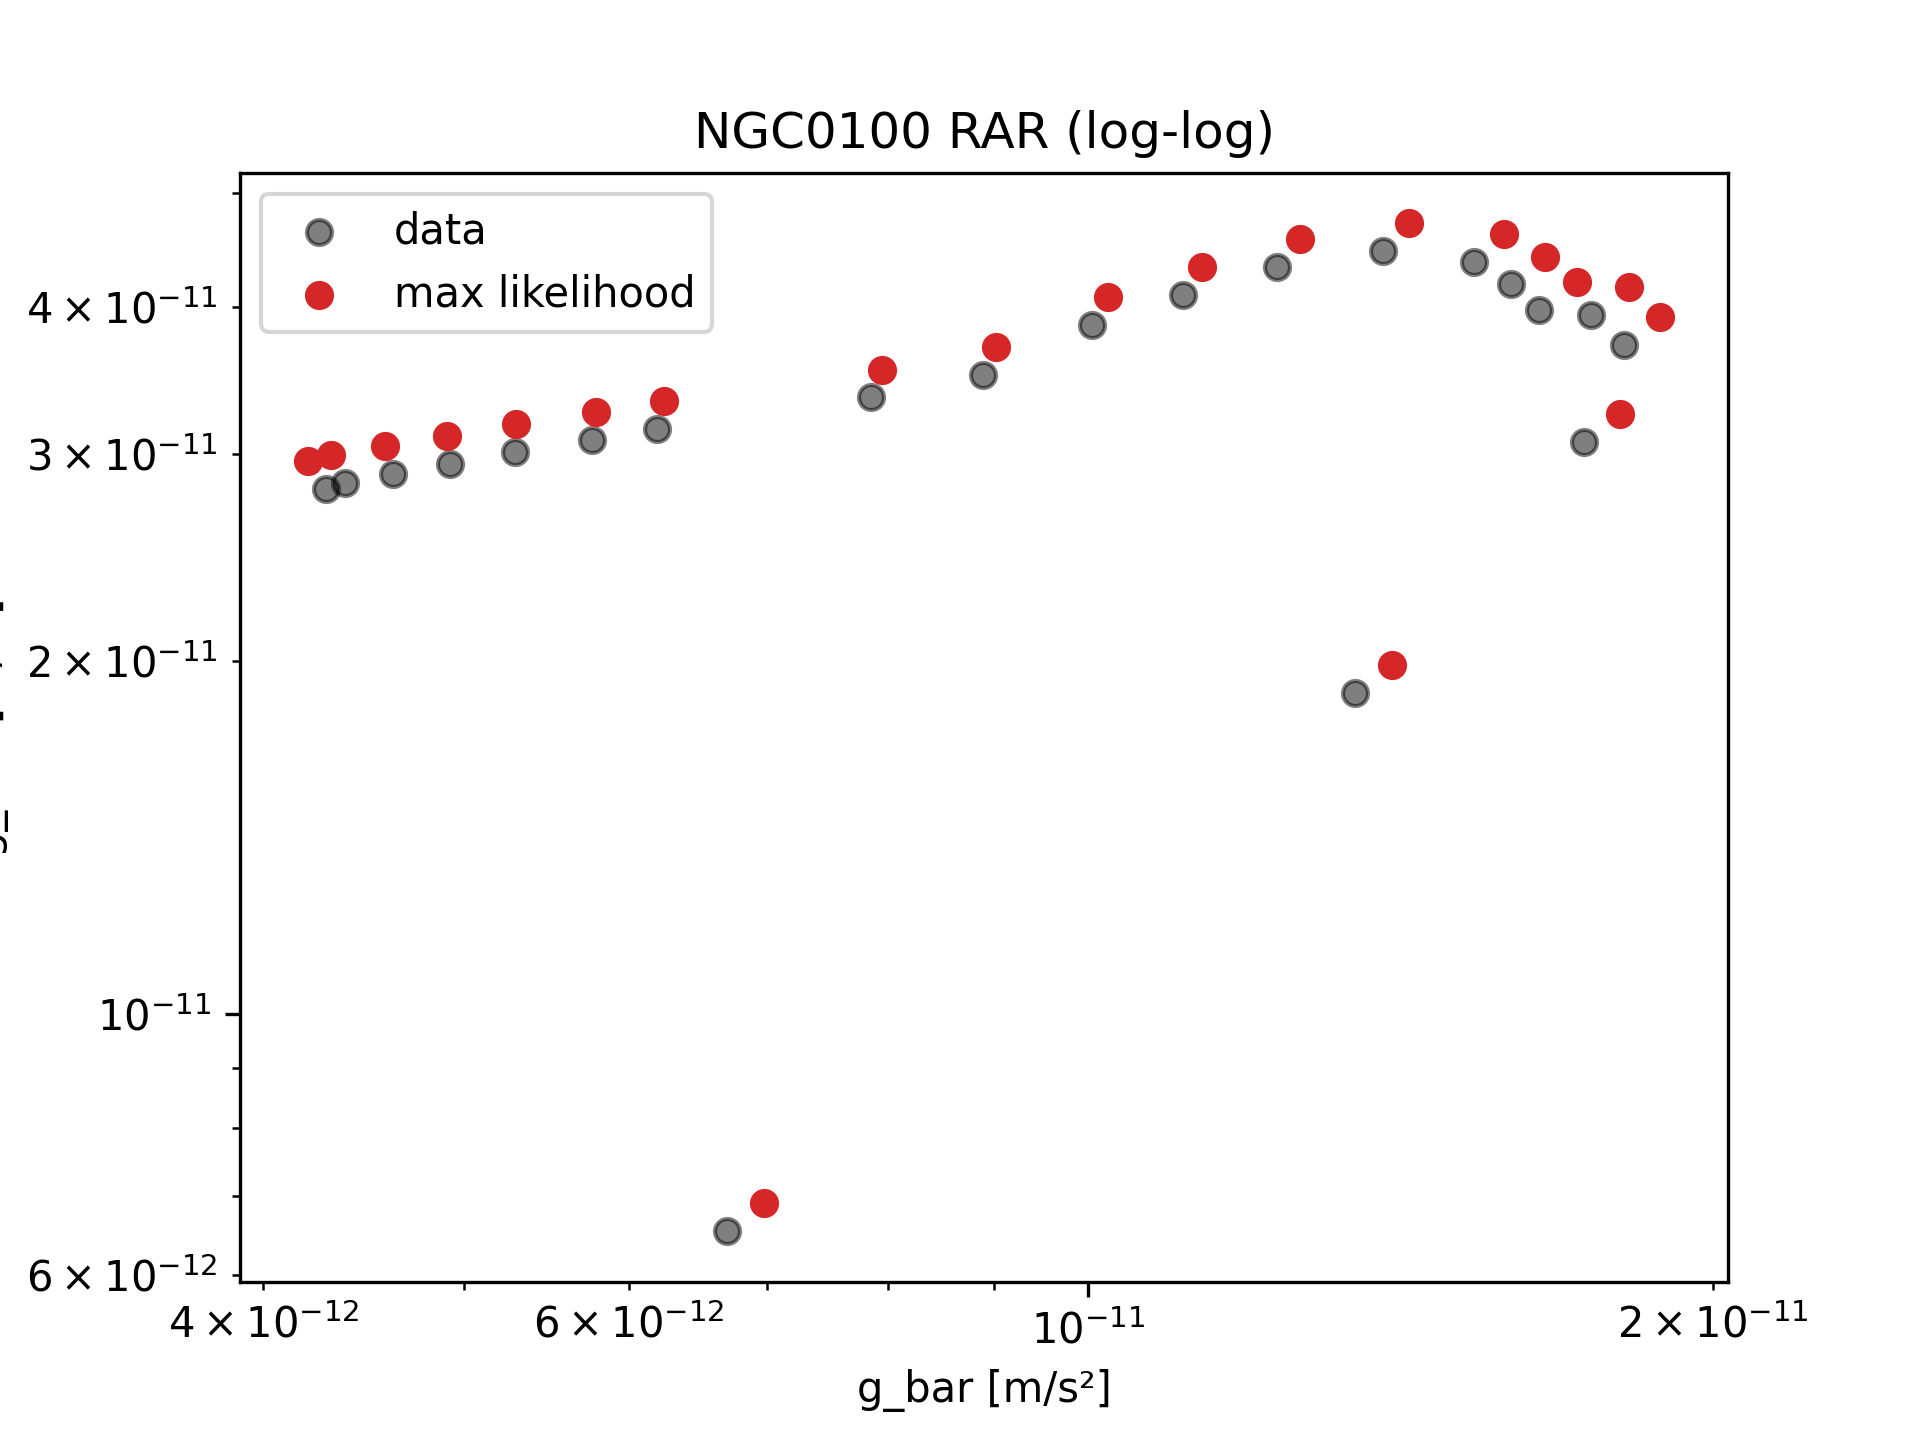 NGC0100 RAR (log-log)
data
max likelihood
4 × 10⁻¹¹
3 × 10⁻¹¹
2 × 10⁻¹¹
10⁻¹¹
6 × 10⁻¹²
4 × 10⁻¹²
6 × 10⁻¹²
10⁻¹¹
2 × 10⁻¹¹
g_bar [m/s²]